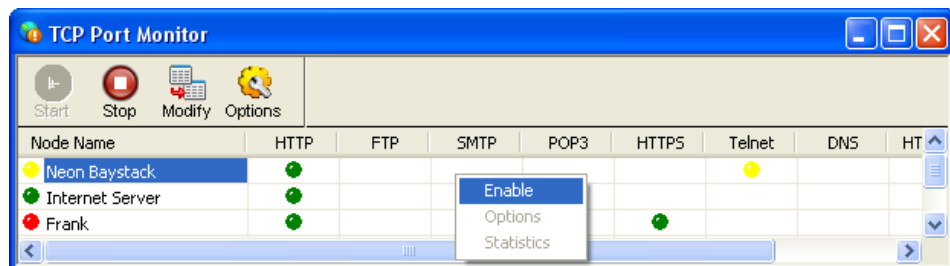 TCP Port Monitor
Start Stop Modify Options
Node Name HTTP FTP SMTP POP3 HTTPS Telnet DNS HT
Neon Baystack
Internet Server
Frank
Enable
Options
Statistics